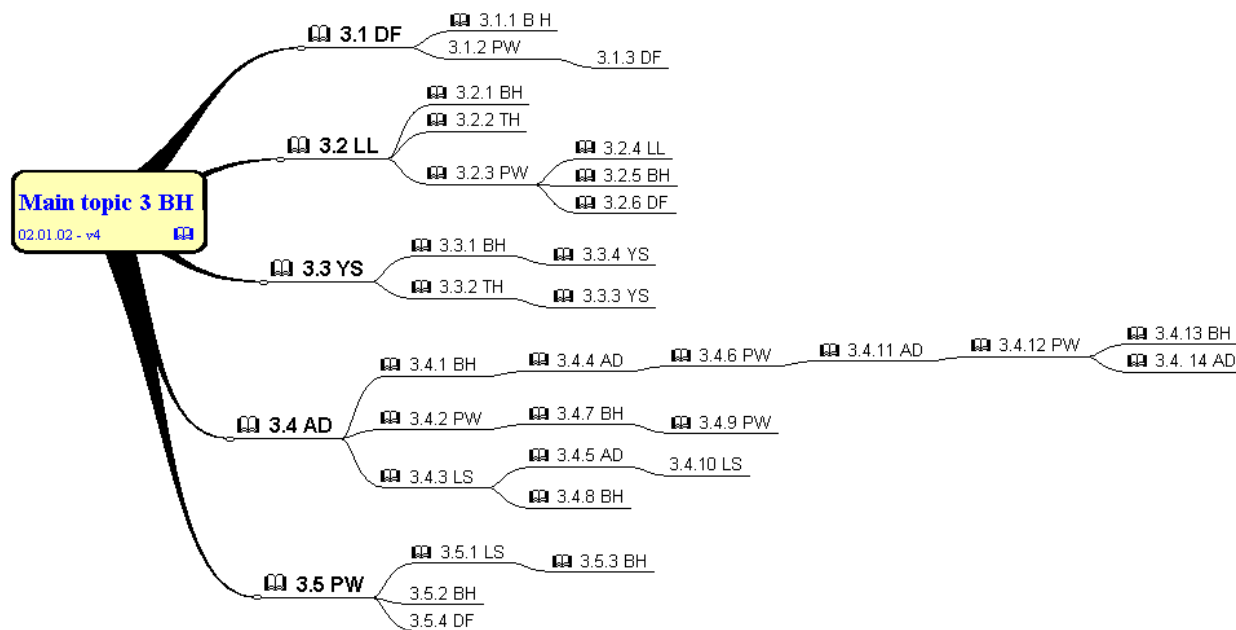 Main topic 3 BH
02.01.02 - v4
3.1 DF
3.1.1 B H
3.1.2 PW
3.1.3 DF
3.2 LL
3.2.1 BH
3.2.2 TH
3.2.3 PW
3.2.4 LL
3.2.5 BH
3.2.6 DF
3.3 YS
3.3.1 BH
3.3.4 YS
3.3.2 TH
3.3.3 YS
3.4 AD
3.4.1 BH
3.4.4 AD
3.4.6 PW
3.4.11 AD
3.4.12 PW
3.4.13 BH
3.4. 14 AD
3.4.2 PW
3.4.7 BH
3.4.9 PW
3.4.3 LS
3.4.5 AD
3.4.10 LS
3.4.8 BH
3.5 PW
3.5.1 LS
3.5.3 BH
3.5.2 BH
3.5.4 DF